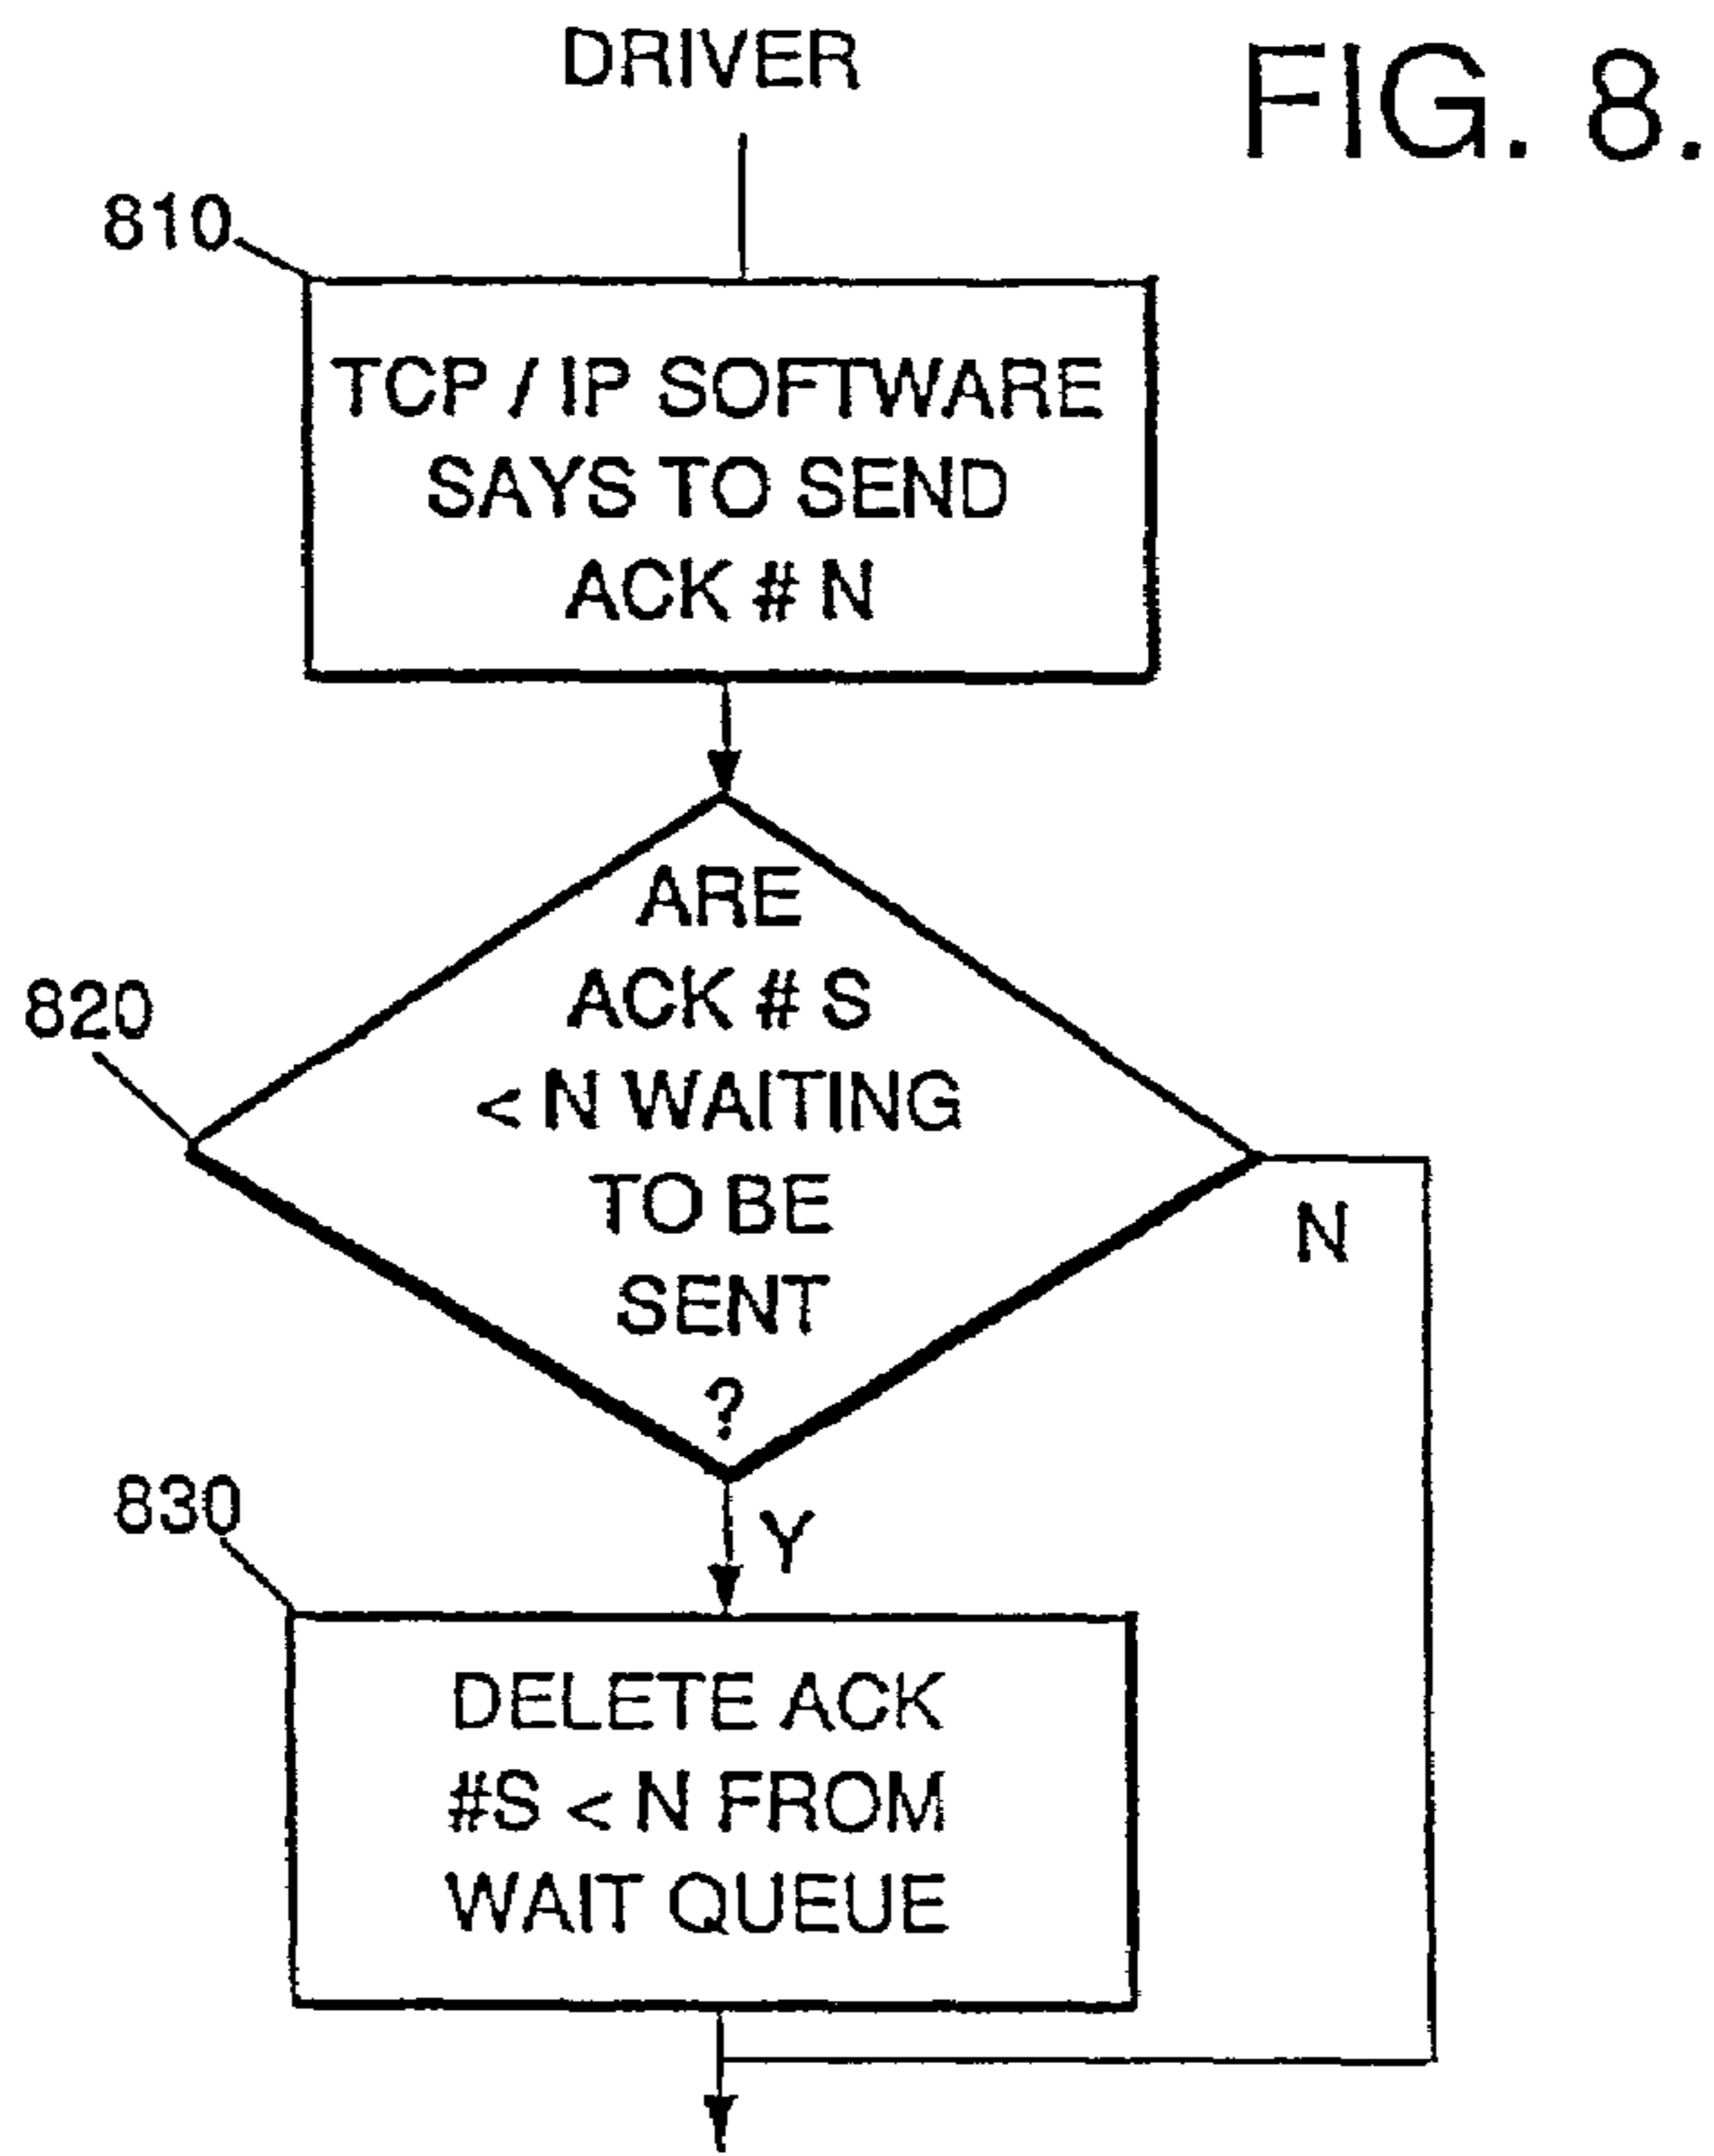 DRIVER
FIG. 8.
810
TCP / IP SOFTWARE
SAYS TO SEND
ACK # N
ARE
ACK # S
820
< N WAITING
TO BE
N
SENT
?
Y
830
DELETE ACK
#S < N FROM
WAIT QUEUE